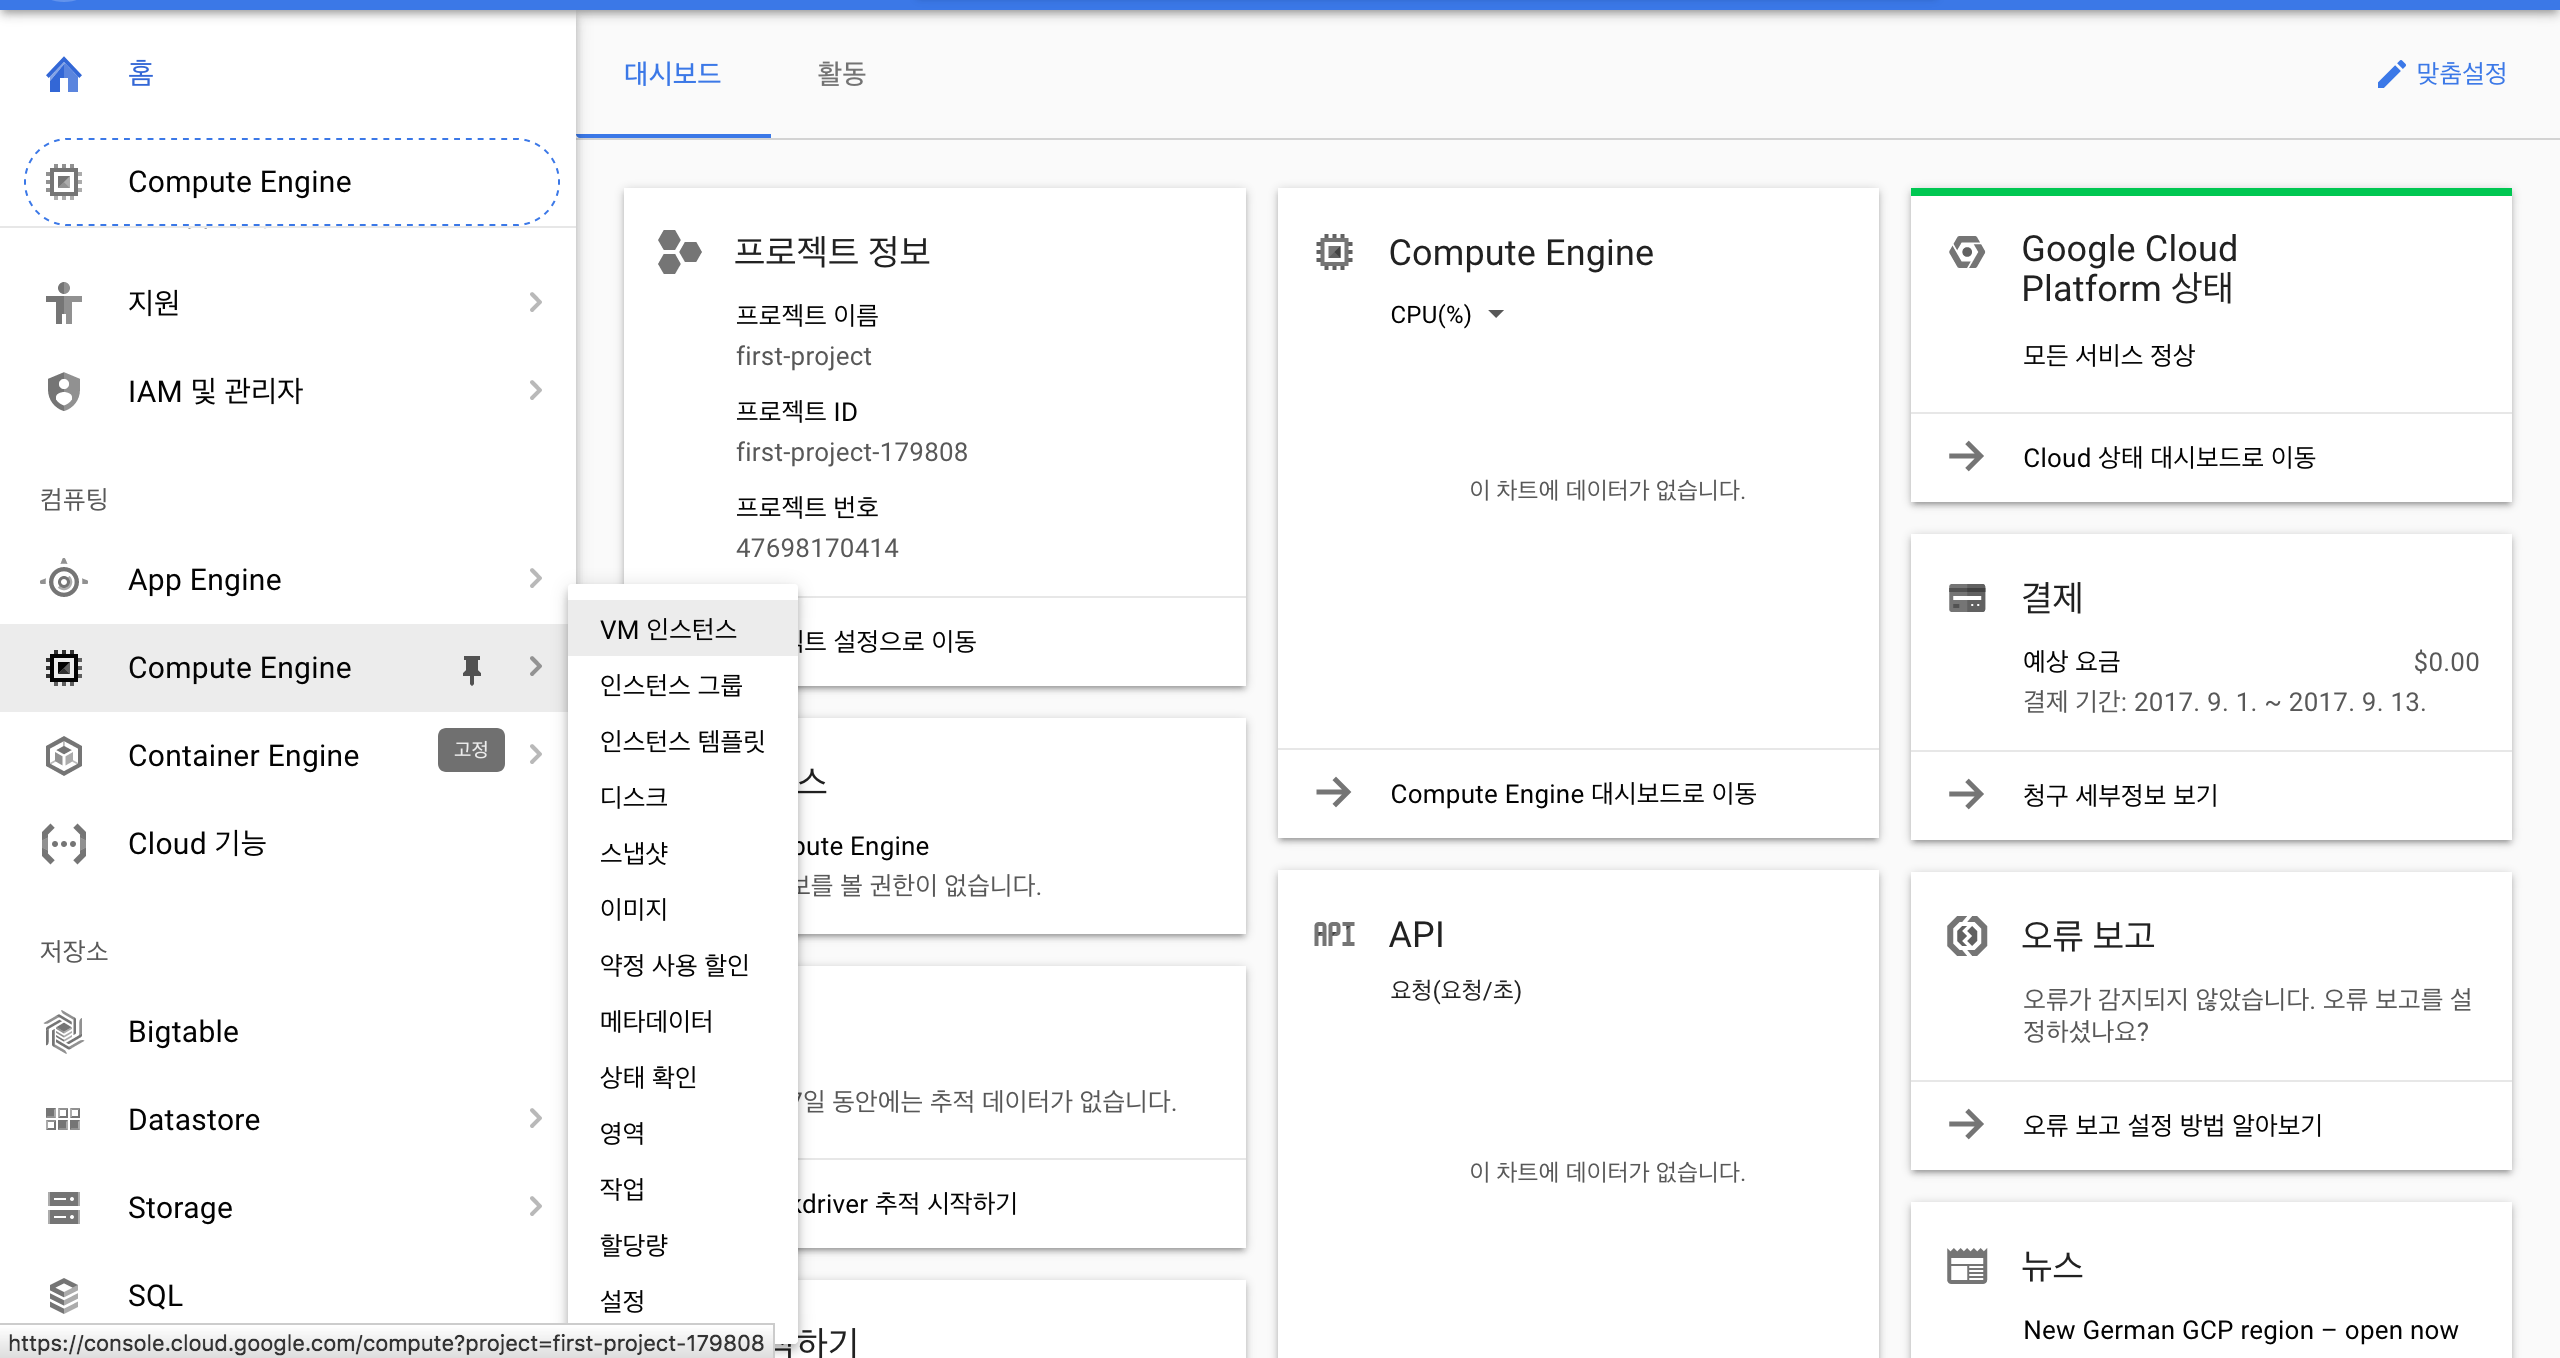 홈
Compute Engine
지원
IAM 및 관리자
컴퓨팅
App Engine
Compute Engine
Container Engine
고정
Cloud 기능
저장소
Bigtable
Datastore
Storage
SQL
https://console.cloud.google.com/compute?project=first-project-179808
VM 인스턴스
인스턴스 그룹
인스턴스 템플릿
디스크
스냅샷
이미지
약정 사용 할인
메타데이터
상태 확인
영역
작업
할당량
설정
대시보드
활동
맞춤설정
프로젝트 정보
프로젝트 이름
first-project
프로젝트 ID
first-project-179808
프로젝트 번호
47698170414
설정으로 이동
스
Engine
볼 권한이 없습니다.
7일 동안에는 추적 데이터가 없습니다.
kdriver 추적 시작하기
하기
Compute Engine
CPU(%)
이 차트에 데이터가 없습니다.
Compute Engine 대시보드로 이동
API
API
요청(요청/초)
이 차트에 데이터가 없습니다.
Google Cloud
Platform 상태
모든 서비스 정상
Cloud 상태 대시보드로 이동
결제
예상 요금 $0.00
결제 기간: 2017. 9. 1. ~ 2017. 9. 13.
청구 세부정보 보기
오류 보고
오류가 감지되지 않았습니다. 오류 보고를 설
정하셨나요?
오류 보고 설정 방법 알아보기
뉴스
New German GCP region – open now